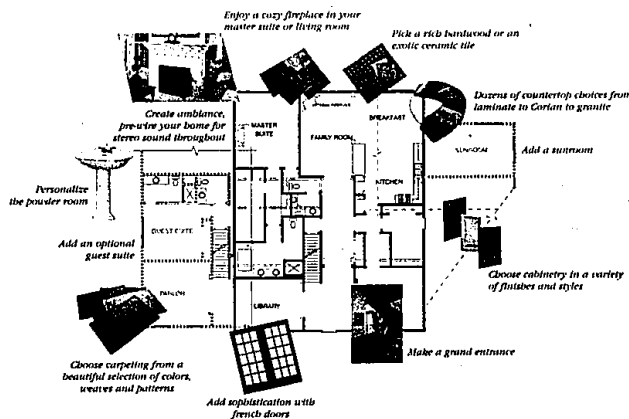 Enjoy a cozy fireplace in your
master suite or living room
Pick a rich hardwood or an
exotic ceramic tile
Dozens of countertop choices from
laminate to Corian to granite
Create ambiance,
pre-wire your home for
stereo sound throughout
MASTER
SUITE
FAMILY ROOM
BREAKFAST
SUNROOM
Add a sunroom
KITCHEN
Personalize
the powder room
GUEST SUITE
Add an optional
guest suite
Choose cabinetry in a variety
of finishes and styles
PARLOR
LIBRARY
Make a grand entrance
Choose carpeting from a
beautiful selection of colors,
weaves and patterns
Add sophistication with
french doors